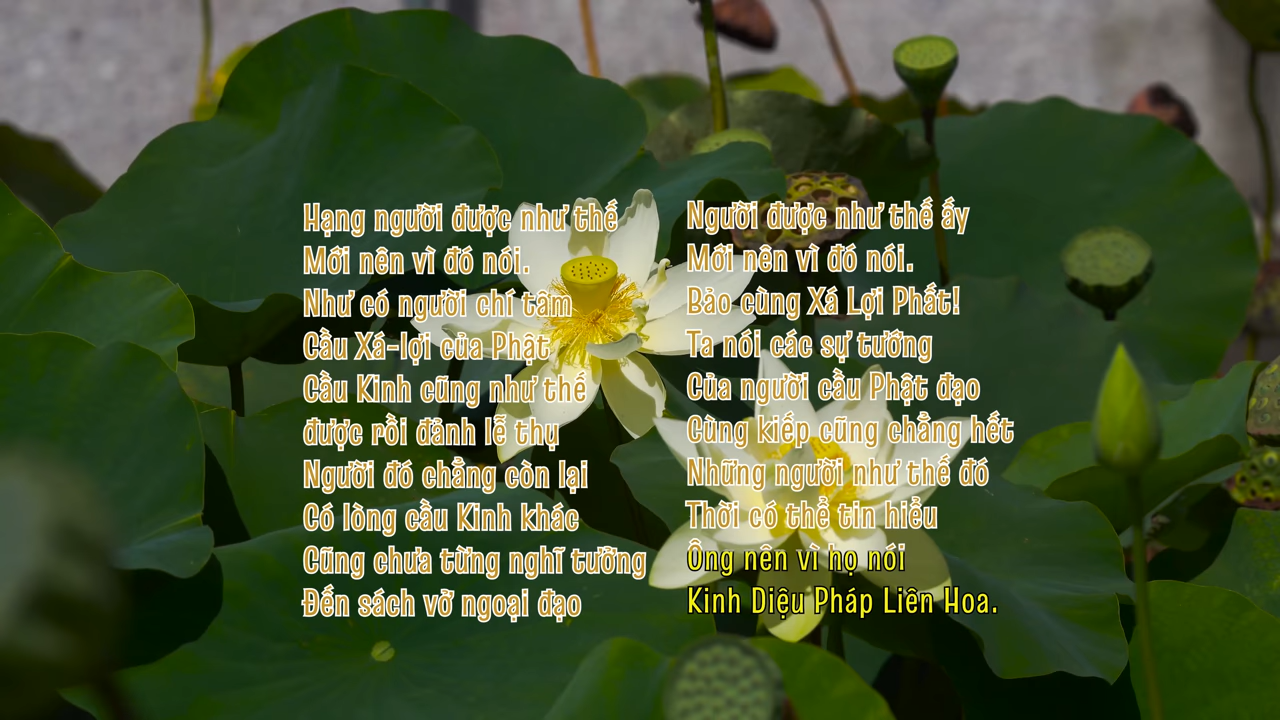 Hạng người được như thế
Mới nên vì đó nói.
Như có người chí tâm
Cầu Xá-lợi của Phật
Cầu Kinh cũng như thế
được rồi đảnh lễ thụ
Người đó chẳng còn lại
Có lòng cầu Kinh khác
Cũng chưa từng nghĩ tưởng
Đến sách vở ngoại đạo
Người được như thế ấy
Mới nên vì đó nói.
Bảo cùng Xá Lợi Phất!
Ta nói các sự tướng
Của người cầu Phật đạo
Cùng kiếp cũng chẳng hết
Những người như thế đó
Thời có thể tin hiểu
Ông nên vì họ nói
Kinh Diệu Pháp Liên Hoa.